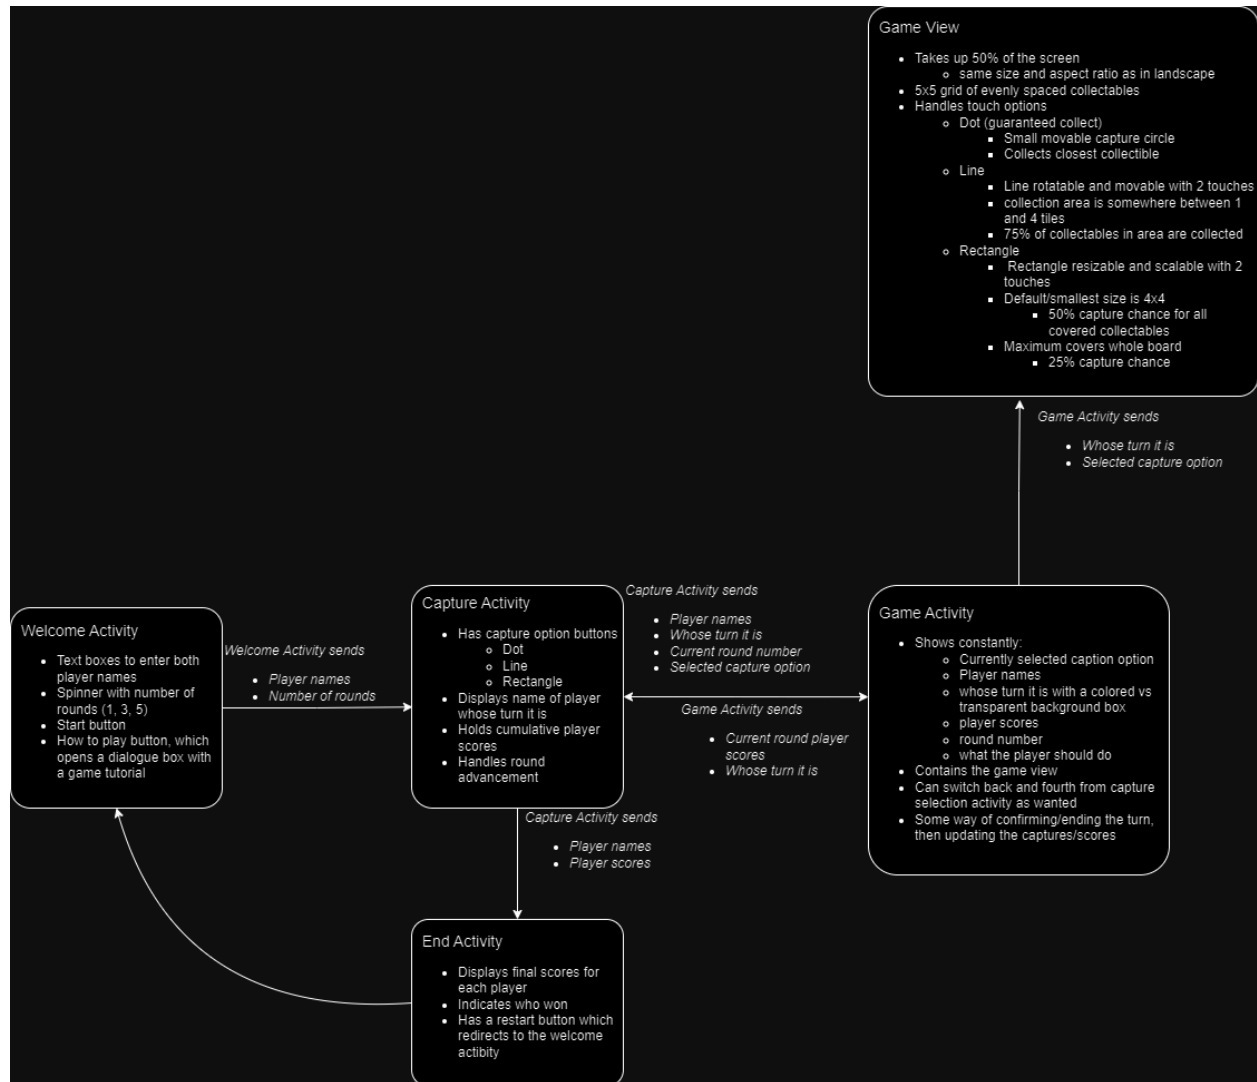 Game View
Takes up 50% of the screen
same size and aspect ratio as in landscape
5x5 grid of evenly spaced collectables
Handles touch options
Dot (guaranteed collect)
Small movable capture circle
Collects closest collectible
Line
Line rotatable and movable with 2 touches
collection area is somewhere between 1
and 4 tiles
75% of collectables in area are collected
Rectangle
Rectangle resizable and scalable with 2
touches
Default/smallest size is 4x4
50% capture chance for all
covered collectables
Maximum covers whole board
25% capture chance
Game Activity sends
Whose turn it is
Selected capture option
Welcome Activity
Text boxes to enter both
player names
Spinner with number of
rounds (1, 3, 5)
Start button
How to play button, which
opens a dialogue box with
a game tutorial
Welcome Activity sends
Player names
Number of rounds
Capture Activity
Has capture option buttons
Dot
Line
Rectangle
Displays name of player
whose turn it is
Holds cumulative player
scores
Handles round
advancement
Capture Activity sends
Player names
Whose turn it is
Current round number
Selected capture option
Game Activity sends
Current round player
scores
Whose turn it is
Game Activity
Shows constantly:
Currently selected caption option
Player names
whose turn it is with a colored vs
transparent background box
player scores
round number
what the player should do
Contains the game view
Can switch back and fourth from capture
selection activity as wanted
Some way of confirming/ending the turn,
then updating the captures/scores
Capture Activity sends
Player names
Player scores
End Activity
Displays final scores for
each player
Indicates who won
Has a restart button which
redirects to the welcome
actibity